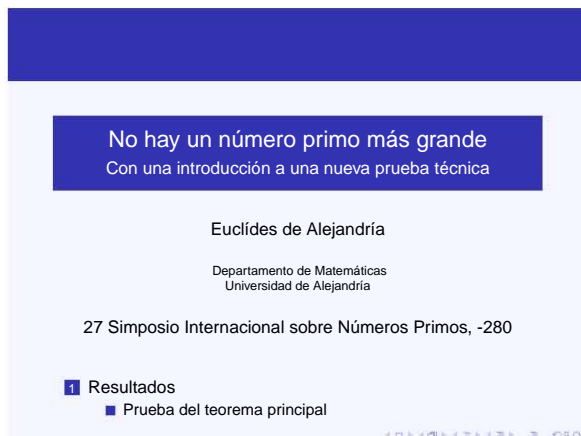 No hay un número primo más grande
Con una introducción a una nueva prueba técnica
Euclídes de Alejandría
Departamento de Matemáticas
Universidad de Alejandría
27 Simposio Internacional sobre Números Primos, -280
1 Resultados
Prueba del teorema principal